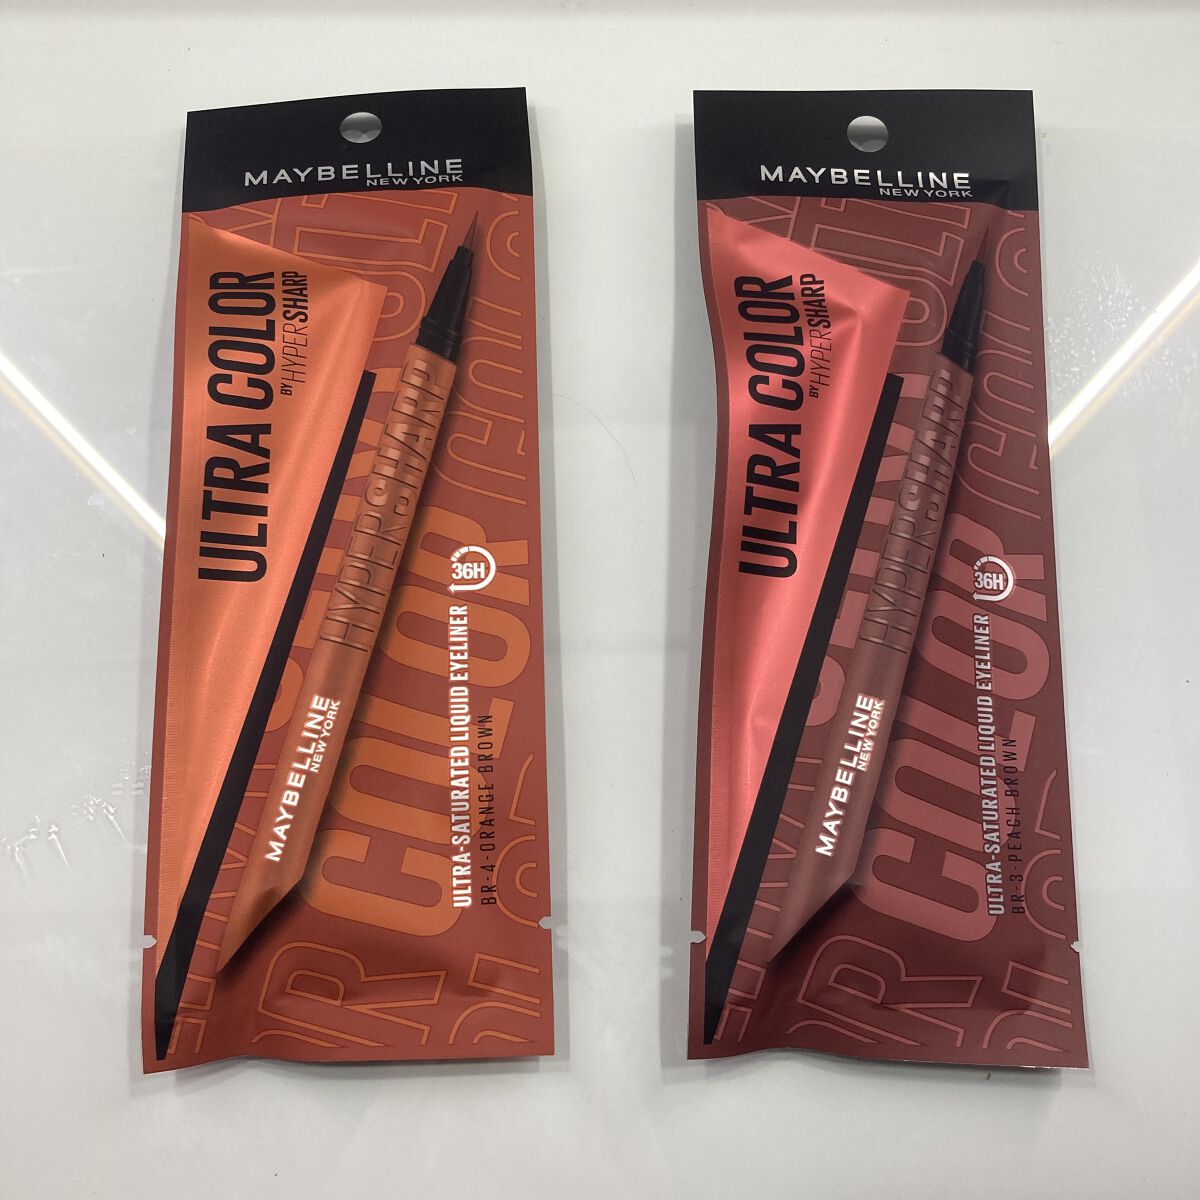 MAYBELLINE
NEW YORK
ULTRA COLOR
BY HYPERSHARP
HYPERSHARP
MAYBELLINE
NEW YORK
COLOR
36H
ULTRA-SATURATED LIQUID EYELINER
BR-4-ORANGE BROWN
MAYBELLINE
NEW YORK
ULTRA COLOR
BY HYPERSHARP
HYPERSHARP
MAYBELLINE
NEW YORK
COLOR
36H
ULTRA-SATURATED LIQUID EYELINER
BR-3-PEACH BROWN